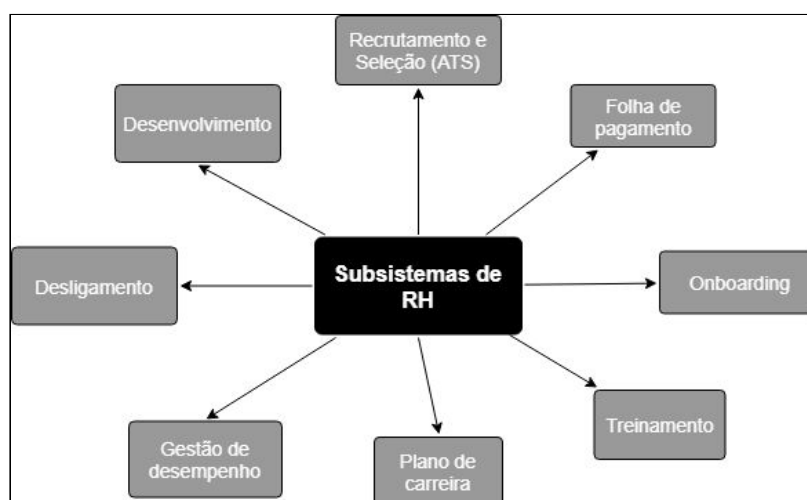 Recrutamento e
Seleção (ATS)
Desenvolvimento
Folha de
pagamento
Subsistemas de
RH
Desligamento
Onboarding
Treinamento
Gestão de
desempenho
Plano de
carreira